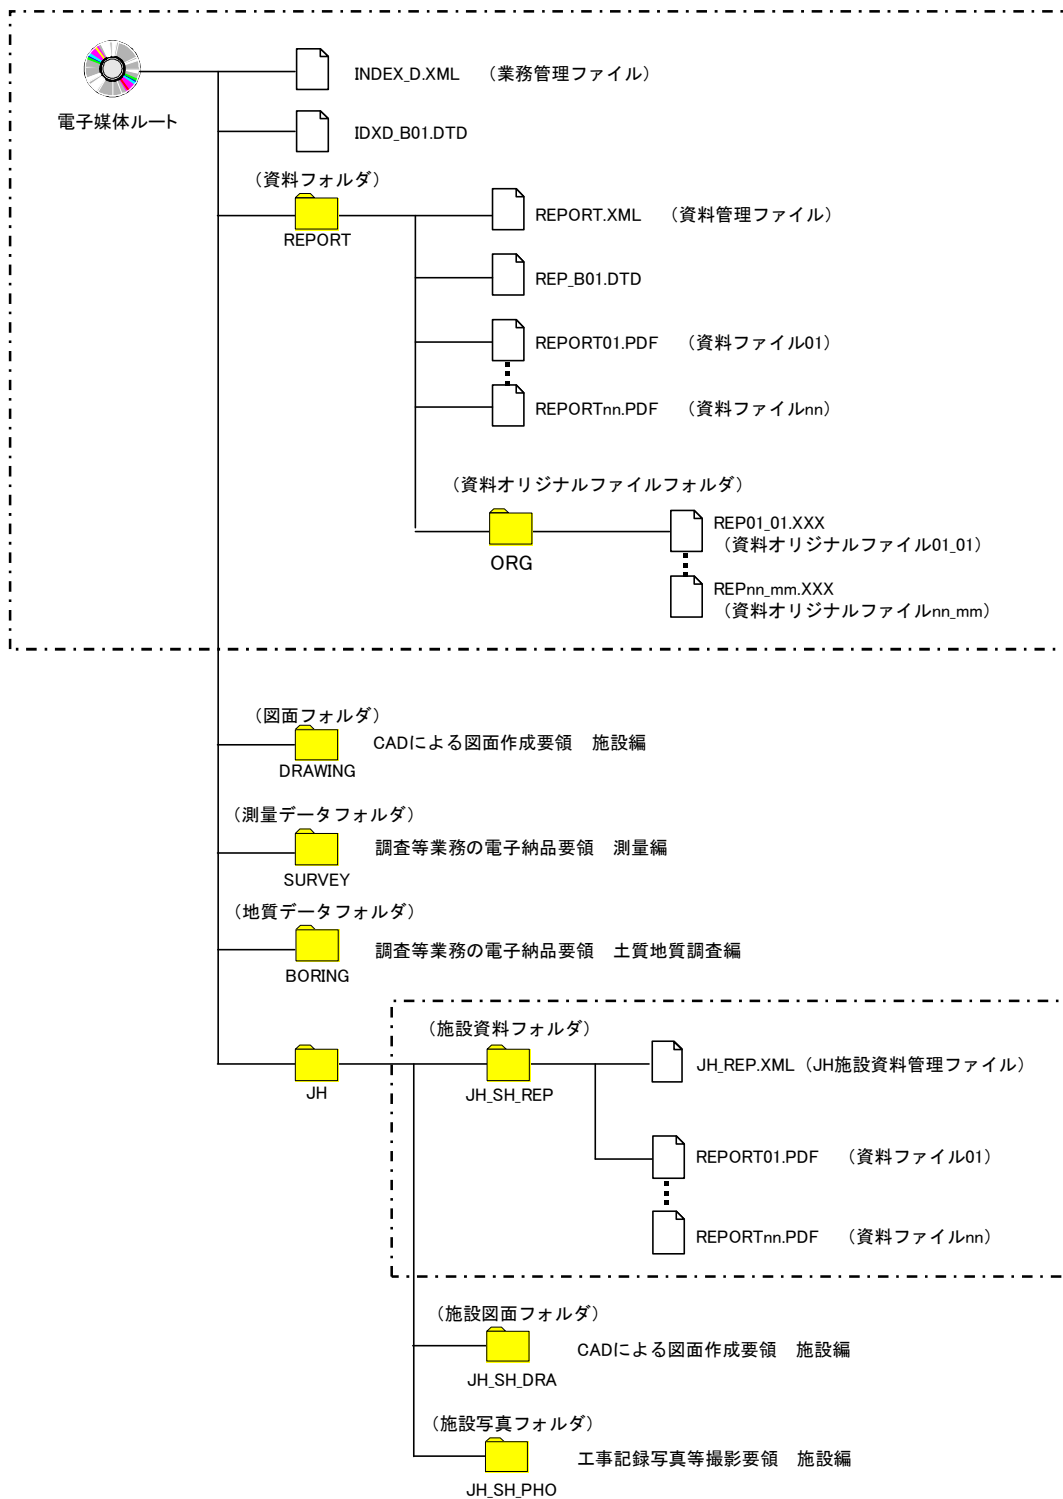 INDEX_D.XML （業務管理ファイル）
電子媒体ルート
IDXD_B01.DTD
（資料フォルダ）
REPORT
REPORT.XML （資料管理ファイル）
REP_B01.DTD
REPORT01.PDF （資料ファイル01）
REPORTnn.PDF （資料ファイルnn）
（資料オリジナルファイルフォルダ）
ORG
REP01_01.XXX
（資料オリジナルファイル01_01）
REPnn_mm.XXX
（資料オリジナルファイルnn_mm）
（図面フォルダ）
CADによる図面作成要領　施設編
DRAWING
（測量データフォルダ）
調査等業務の電子納品要領　測量編
SURVEY
（地質データフォルダ）
調査等業務の電子納品要領　土質地質調査編
BORING
（施設資料フォルダ）
JH
JH_SH_REP
JH_REP.XML（JH施設資料管理ファイル）
REPORT01.PDF （資料ファイル01）
REPORTnn.PDF （資料ファイルnn）
（施設図面フォルダ）
CADによる図面作成要領　施設編
JH_SH_DRA
（施設写真フォルダ）
工事記録写真等撮影要領　施設編
JH_SH_PHO